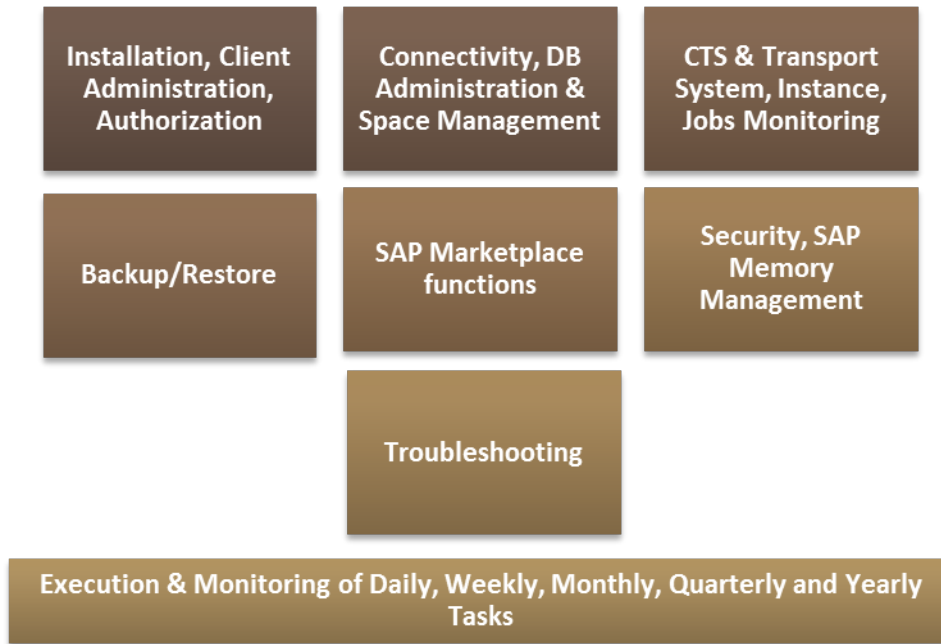 Installation, Client
Administration,
Authorization
Connectivity, DB
Administration &
Space Management
CTS & Transport
System, Instance,
Jobs Monitoring
Backup/Restore
SAP Marketplace
functions
Security, SAP
Memory
Management
Troubleshooting
Execution & Monitoring of Daily, Weekly, Monthly, Quarterly and Yearly
Tasks